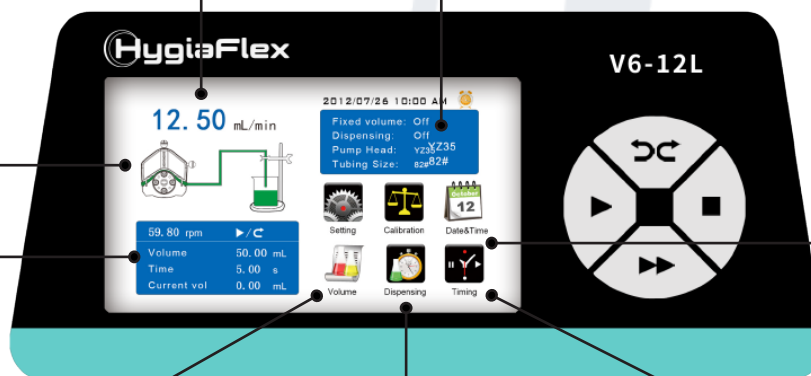 HygiaFlex
V6-12L
12.50 mL/min
2012/07/26 10:00 AM
Fixed volume: Off
Dispensing: Off
Pump Head: YZ35 YZ35
Tubing Size: 82# 82#
October
12
Setting Calibration Date&Time
59.80 rpm
Volume 50.00 mL
Time 5.00 s
Current vol 0.00 mL
Volume Dispensing Timing